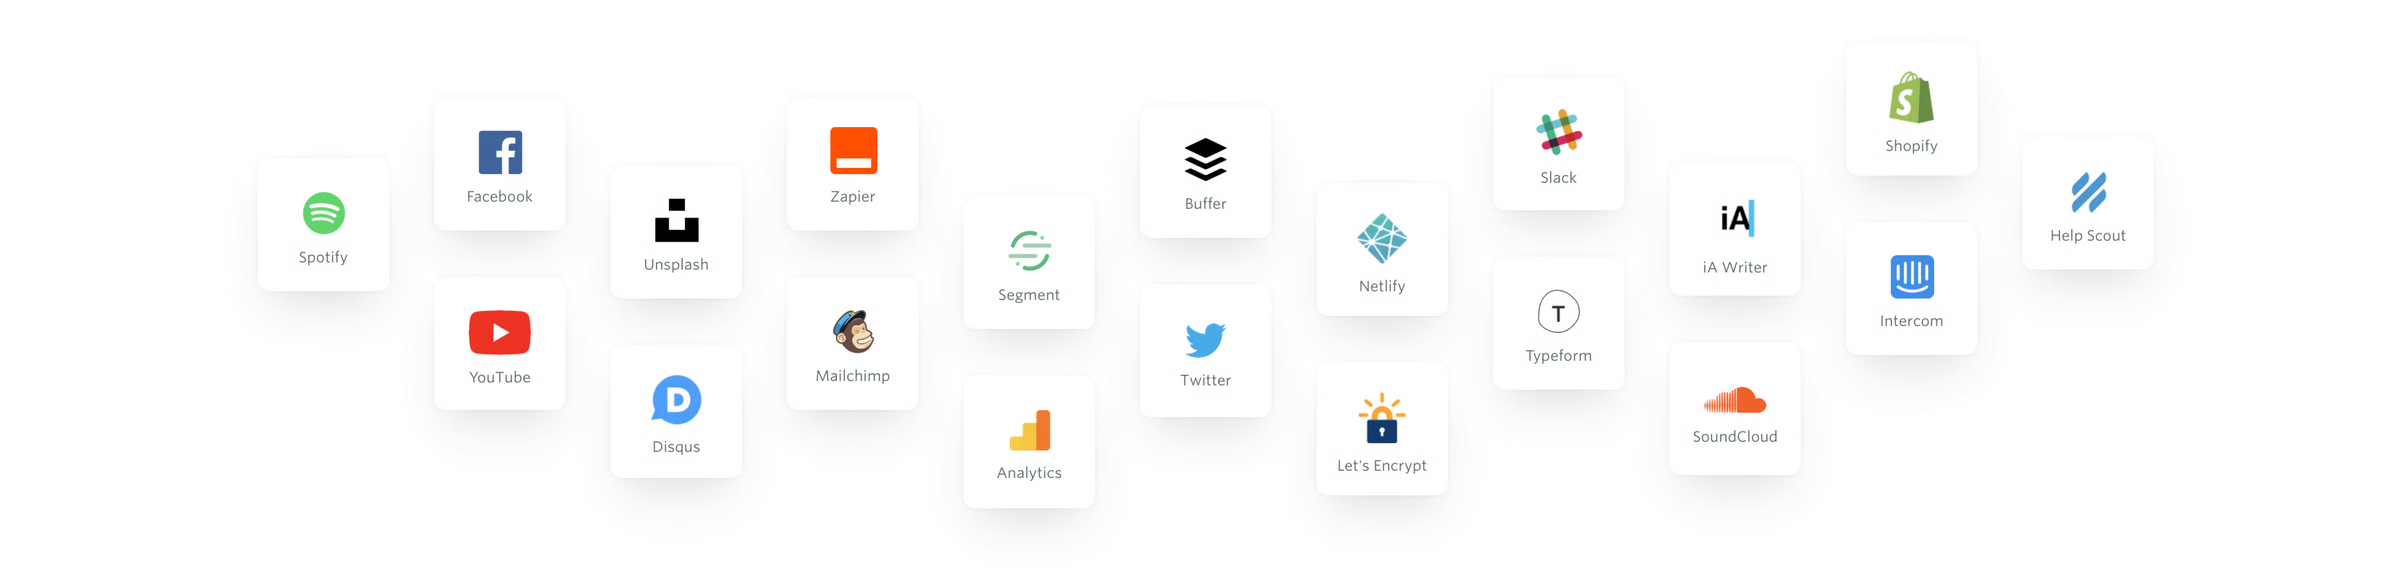 Spotify
Facebook
YouTube
Unsplash
D
Disqus
Zapier
Mailchimp
Segment
Analytics
Buffer
Twitter
Netlify
Let's Encrypt
Slack
T
Typeform
iA
iA Writer
SoundCloud
S
Shopify
Intercom
Help Scout